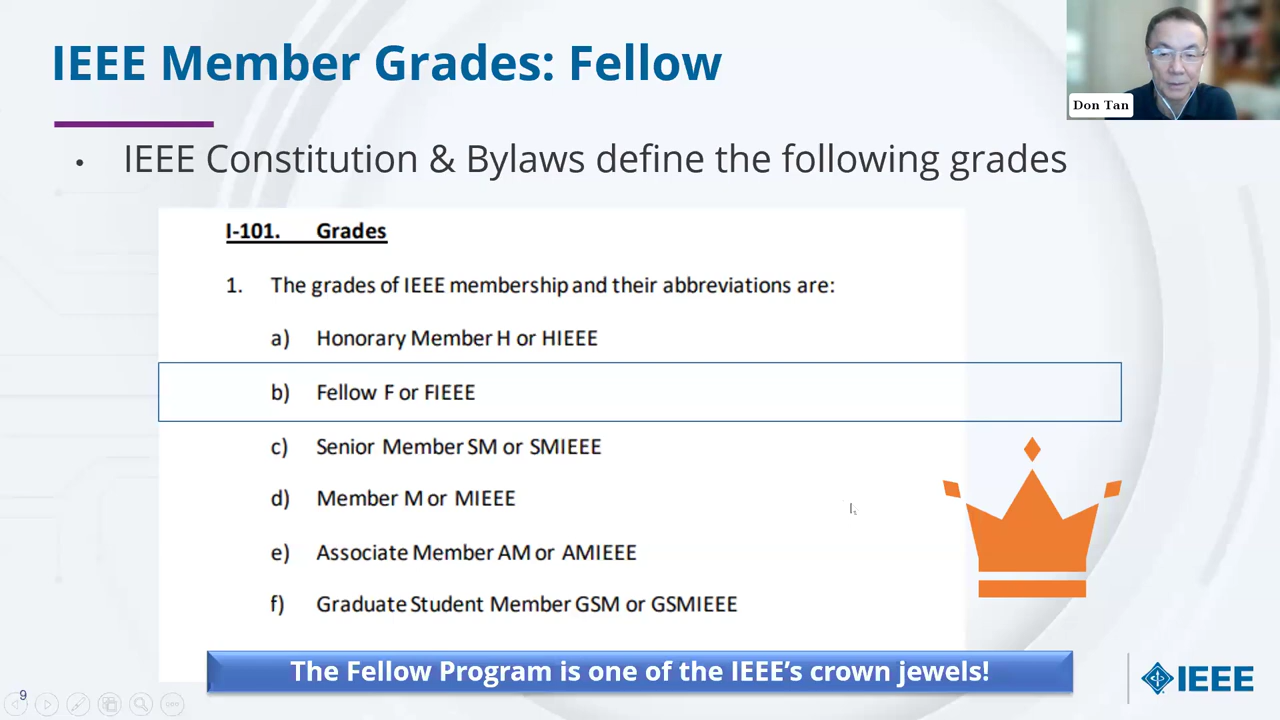 IEEE Member Grades: Fellow
Don Tan
• IEEE Constitution & Bylaws define the following grades
I-101. Grades
1. The grades of IEEE membership and their abbreviations are:
a) Honorary Member H or HIEEE
b) Fellow F or FIEEE
c) Senior Member SM or SMIEEE
d) Member M or MIEEE
e) Associate Member AM or AMIEEE
f) Graduate Student Member GSM or GSMIEEE
The Fellow Program is one of the IEEE’s crown jewels!
9
IEEE